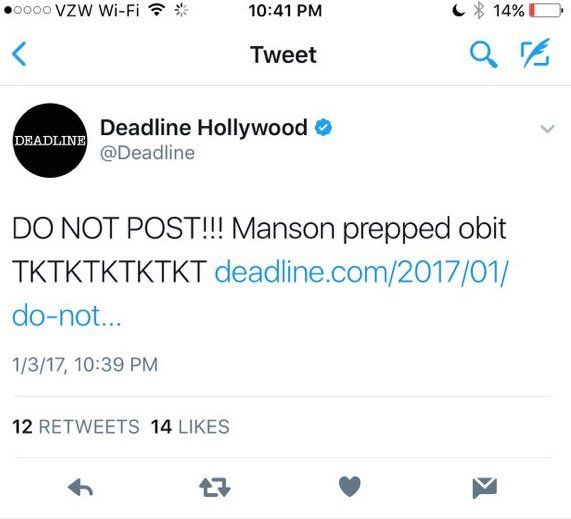 VZW Wi-Fi 10:41 PM 14%
Tweet
DEADLINE
Deadline Hollywood
@Deadline
DO NOT POST!!! Manson prepped obit
TKTKTKTKTKT deadline.com/2017/01/
do-not...
1/3/17, 10:39 PM
12 RETWEETS 14 LIKES